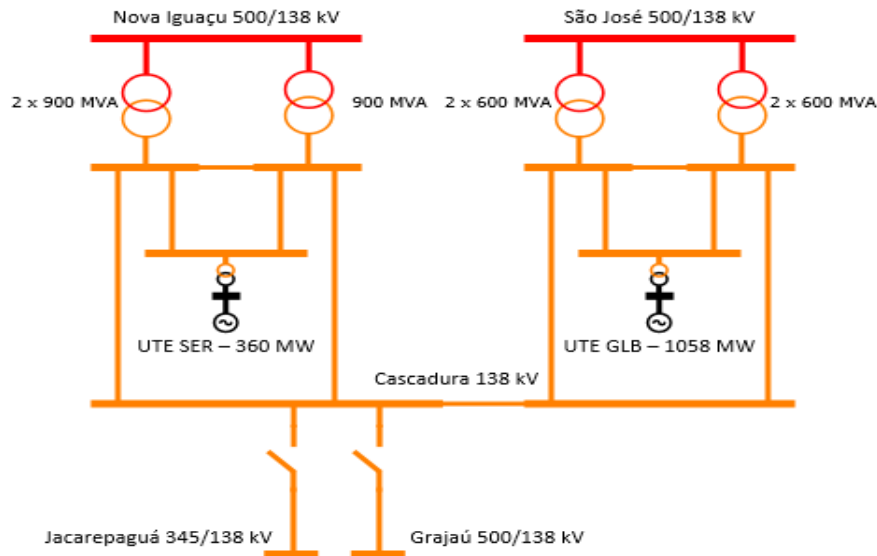 Nova Iguaçu 500/138 kV
São José 500/138 kV
2 x 900 MVA
900 MVA
2 x 600 MVA
2 x 600 MVA
UTE SER – 360 MW
UTE GLB – 1058 MW
Cascadura 138 kV
Jacarepaguá 345/138 kV
Grajaú 500/138 kV